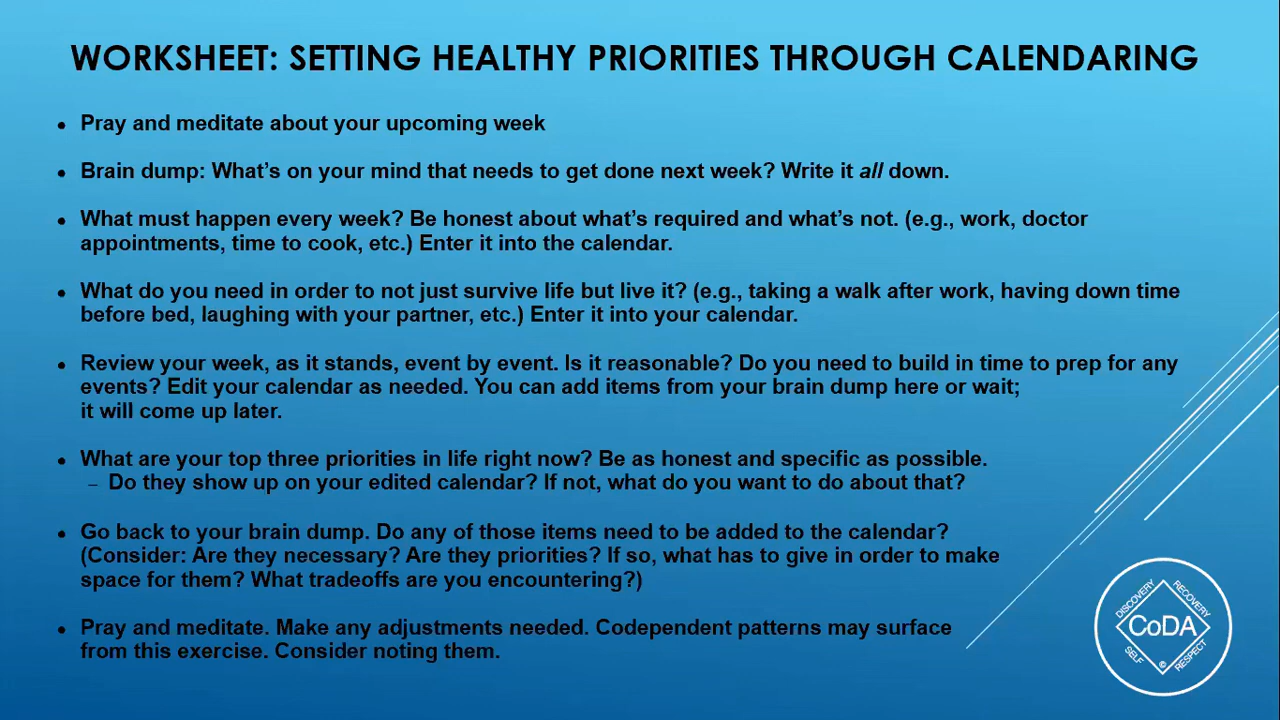 WORKSHEET: SETTING HEALTHY PRIORITIES THROUGH CALENDARING
• Pray and meditate about your upcoming week
• Brain dump: What's on your mind that needs to get done next week? Write it all down.
• What must happen every week? Be honest about what's required and what's not. (e.g., work, doctor
appointments, time to cook, etc.) Enter it into the calendar.
• What do you need in order to not just survive life but live it? (e.g., taking a walk after work, having down time
before bed, laughing with your partner, etc.) Enter it into your calendar.
• Review your week, as it stands, event by event. Is it reasonable? Do you need to build in time to prep for any
events? Edit your calendar as needed. You can add items from your brain dump here or wait;
it will come up later.
• What are your top three priorities in life right now? Be as honest and specific as possible.
– Do they show up on your edited calendar? If not, what do you want to do about that?
• Go back to your brain dump. Do any of those items need to be added to the calendar?
(Consider: Are they necessary? Are they priorities? If so, what has to give in order to make
space for them? What tradeoffs are you encountering?)
• Pray and meditate. Make any adjustments needed. Codependent patterns may surface
from this exercise. Consider noting them.
DISCOVERY
RECOVERY
CoDA
SELF
©
RESPECT